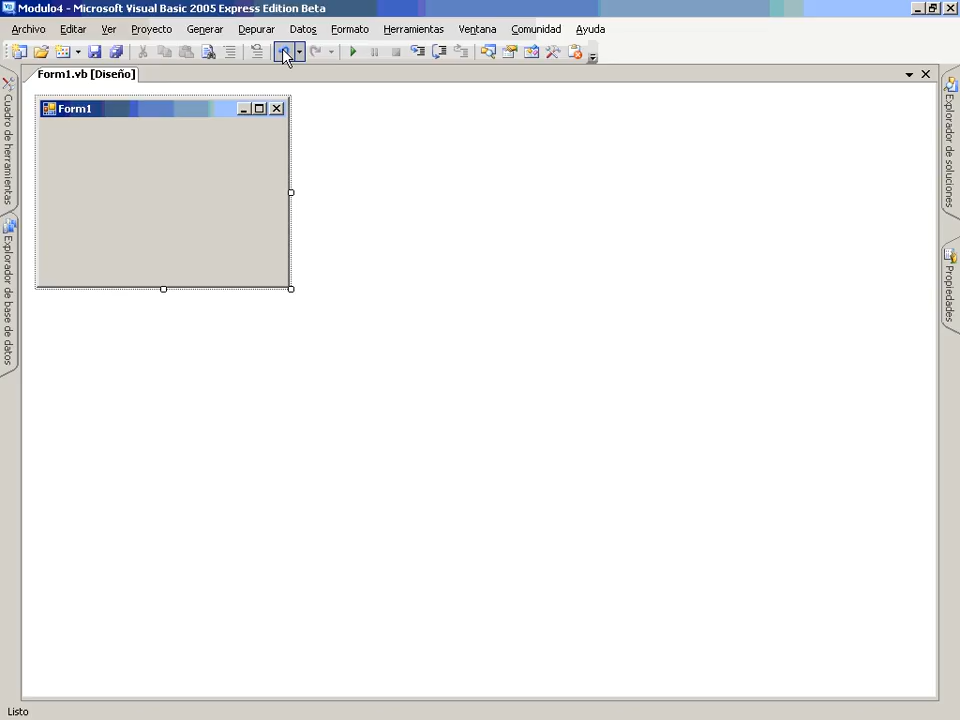 Modulo4 - Microsoft Visual Basic 2005 Express Edition Beta
Archivo Editar Ver Proyecto Generar Depurar Datos Formato Herramientas Ventana Comunidad Ayuda
Form1.vb [Diseño]
Form1
Cuadro de herramientas
Explorador de base de datos
Explorador de soluciones
Propiedades
Listo